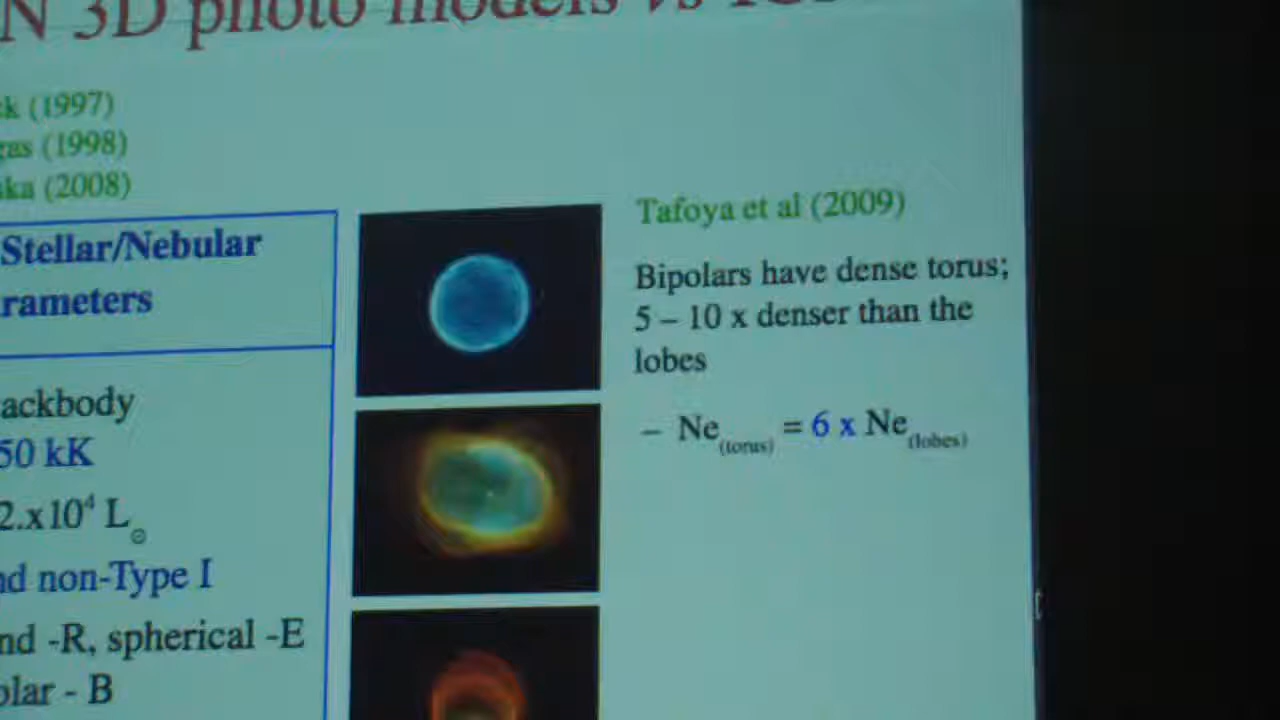 N 3D photo models vs
k (1997)
gas (1998)
ka (2008)
Stellar/Nebular
rameters
ackbody
50 kK
2.x10⁴ L⊙
nd non-Type I
nd -R, spherical -E
olar - B
Tafoya et al (2009)
Bipolars have dense torus;
5 – 10 x denser than the
lobes
– Ne(torus) = 6 x Ne(lobes)